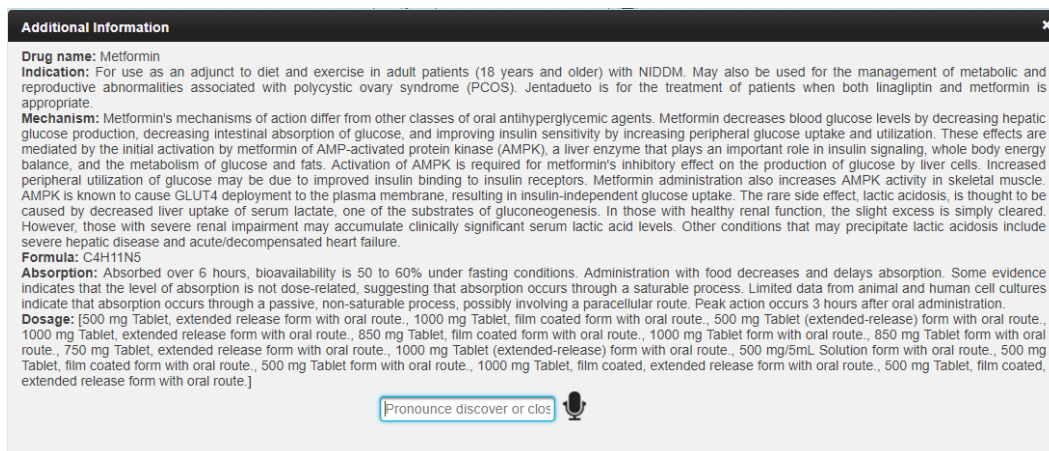 Additional Information
Drug name: Metformin
Indication: For use as an adjunct to diet and exercise in adult patients (18 years and older) with NIDDM. May also be used for the management of metabolic and
reproductive abnormalities associated with polycystic ovary syndrome (PCOS). Jentadueto is for the treatment of patients when both linagliptin and metformin is
appropriate.
Mechanism: Metformin's mechanisms of action differ from other classes of oral antihyperglycemic agents. Metformin decreases blood glucose levels by decreasing hepatic
glucose production, decreasing intestinal absorption of glucose, and improving insulin sensitivity by increasing peripheral glucose uptake and utilization. These effects are
mediated by the initial activation by metformin of AMP-activated protein kinase (AMPK), a liver enzyme that plays an important role in insulin signaling, whole body energy
balance, and the metabolism of glucose and fats. Activation of AMPK is required for metformin's inhibitory effect on the production of glucose by liver cells. Increased
peripheral utilization of glucose may be due to improved insulin binding to insulin receptors. Metformin administration also increases AMPK activity in skeletal muscle.
AMPK is known to cause GLUT4 deployment to the plasma membrane, resulting in insulin-independent glucose uptake. The rare side effect, lactic acidosis, is thought to be
caused by decreased liver uptake of serum lactate, one of the substrates of gluconeogenesis. In those with healthy renal function, the slight excess is simply cleared.
However, those with severe renal impairment may accumulate clinically significant serum lactic acid levels. Other conditions that may precipitate lactic acidosis include
severe hepatic disease and acute/decompensated heart failure.
Formula: C4H11N5
Absorption: Absorbed over 6 hours, bioavailability is 50 to 60% under fasting conditions. Administration with food decreases and delays absorption. Some evidence
indicates that the level of absorption is not dose-related, suggesting that absorption occurs through a saturable process. Limited data from animal and human cell cultures
indicate that absorption occurs through a passive, non-saturable process, possibly involving a paracellular route. Peak action occurs 3 hours after oral administration.
Dosage: [500 mg Tablet, extended release form with oral route., 1000 mg Tablet, film coated form with oral route., 500 mg Tablet (extended-release) form with oral route.,
1000 mg Tablet, extended release form with oral route., 850 mg Tablet, film coated form with oral route., 1000 mg Tablet form with oral route., 850 mg Tablet form with oral
route., 750 mg Tablet, extended release form with oral route., 1000 mg Tablet (extended-release) form with oral route., 500 mg/5mL Solution form with oral route., 500 mg
Tablet, film coated form with oral route., 500 mg Tablet form with oral route., 1000 mg Tablet, film coated, extended release form with oral route., 500 mg Tablet, film coated,
extended release form with oral route.]
Pronounce discover or clos